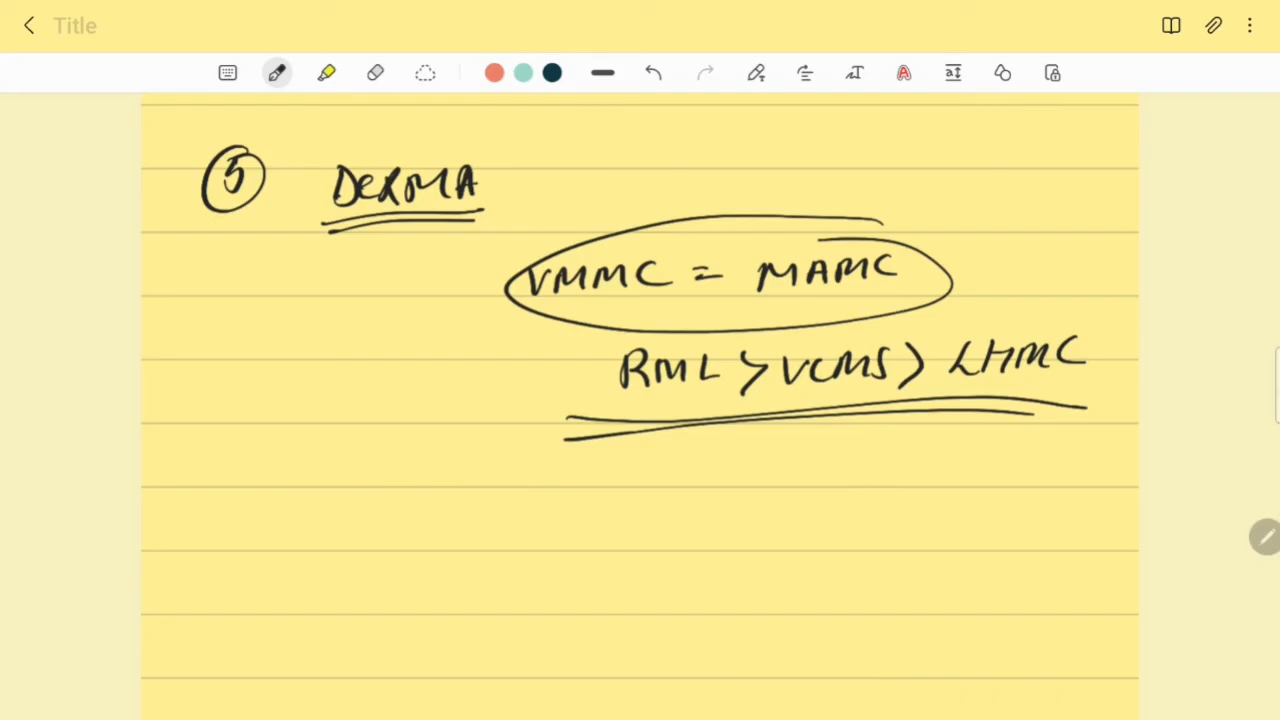 Title
5 DERMA
VMMC = MAMC
RML > VCMS > LHMC